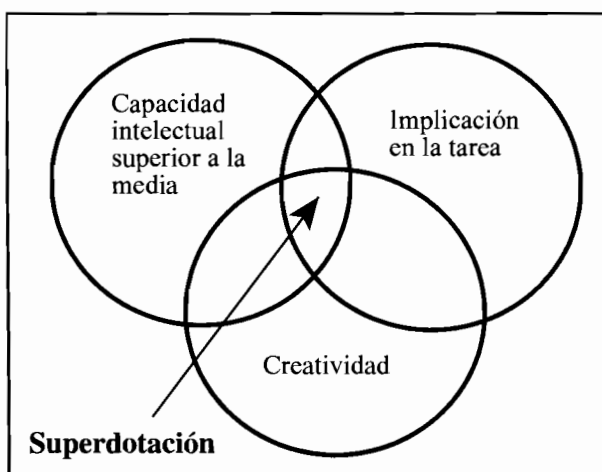 Capacidad
intelectual
superior a la
media
Implicación
en la tarea
Creatividad
Superdotación